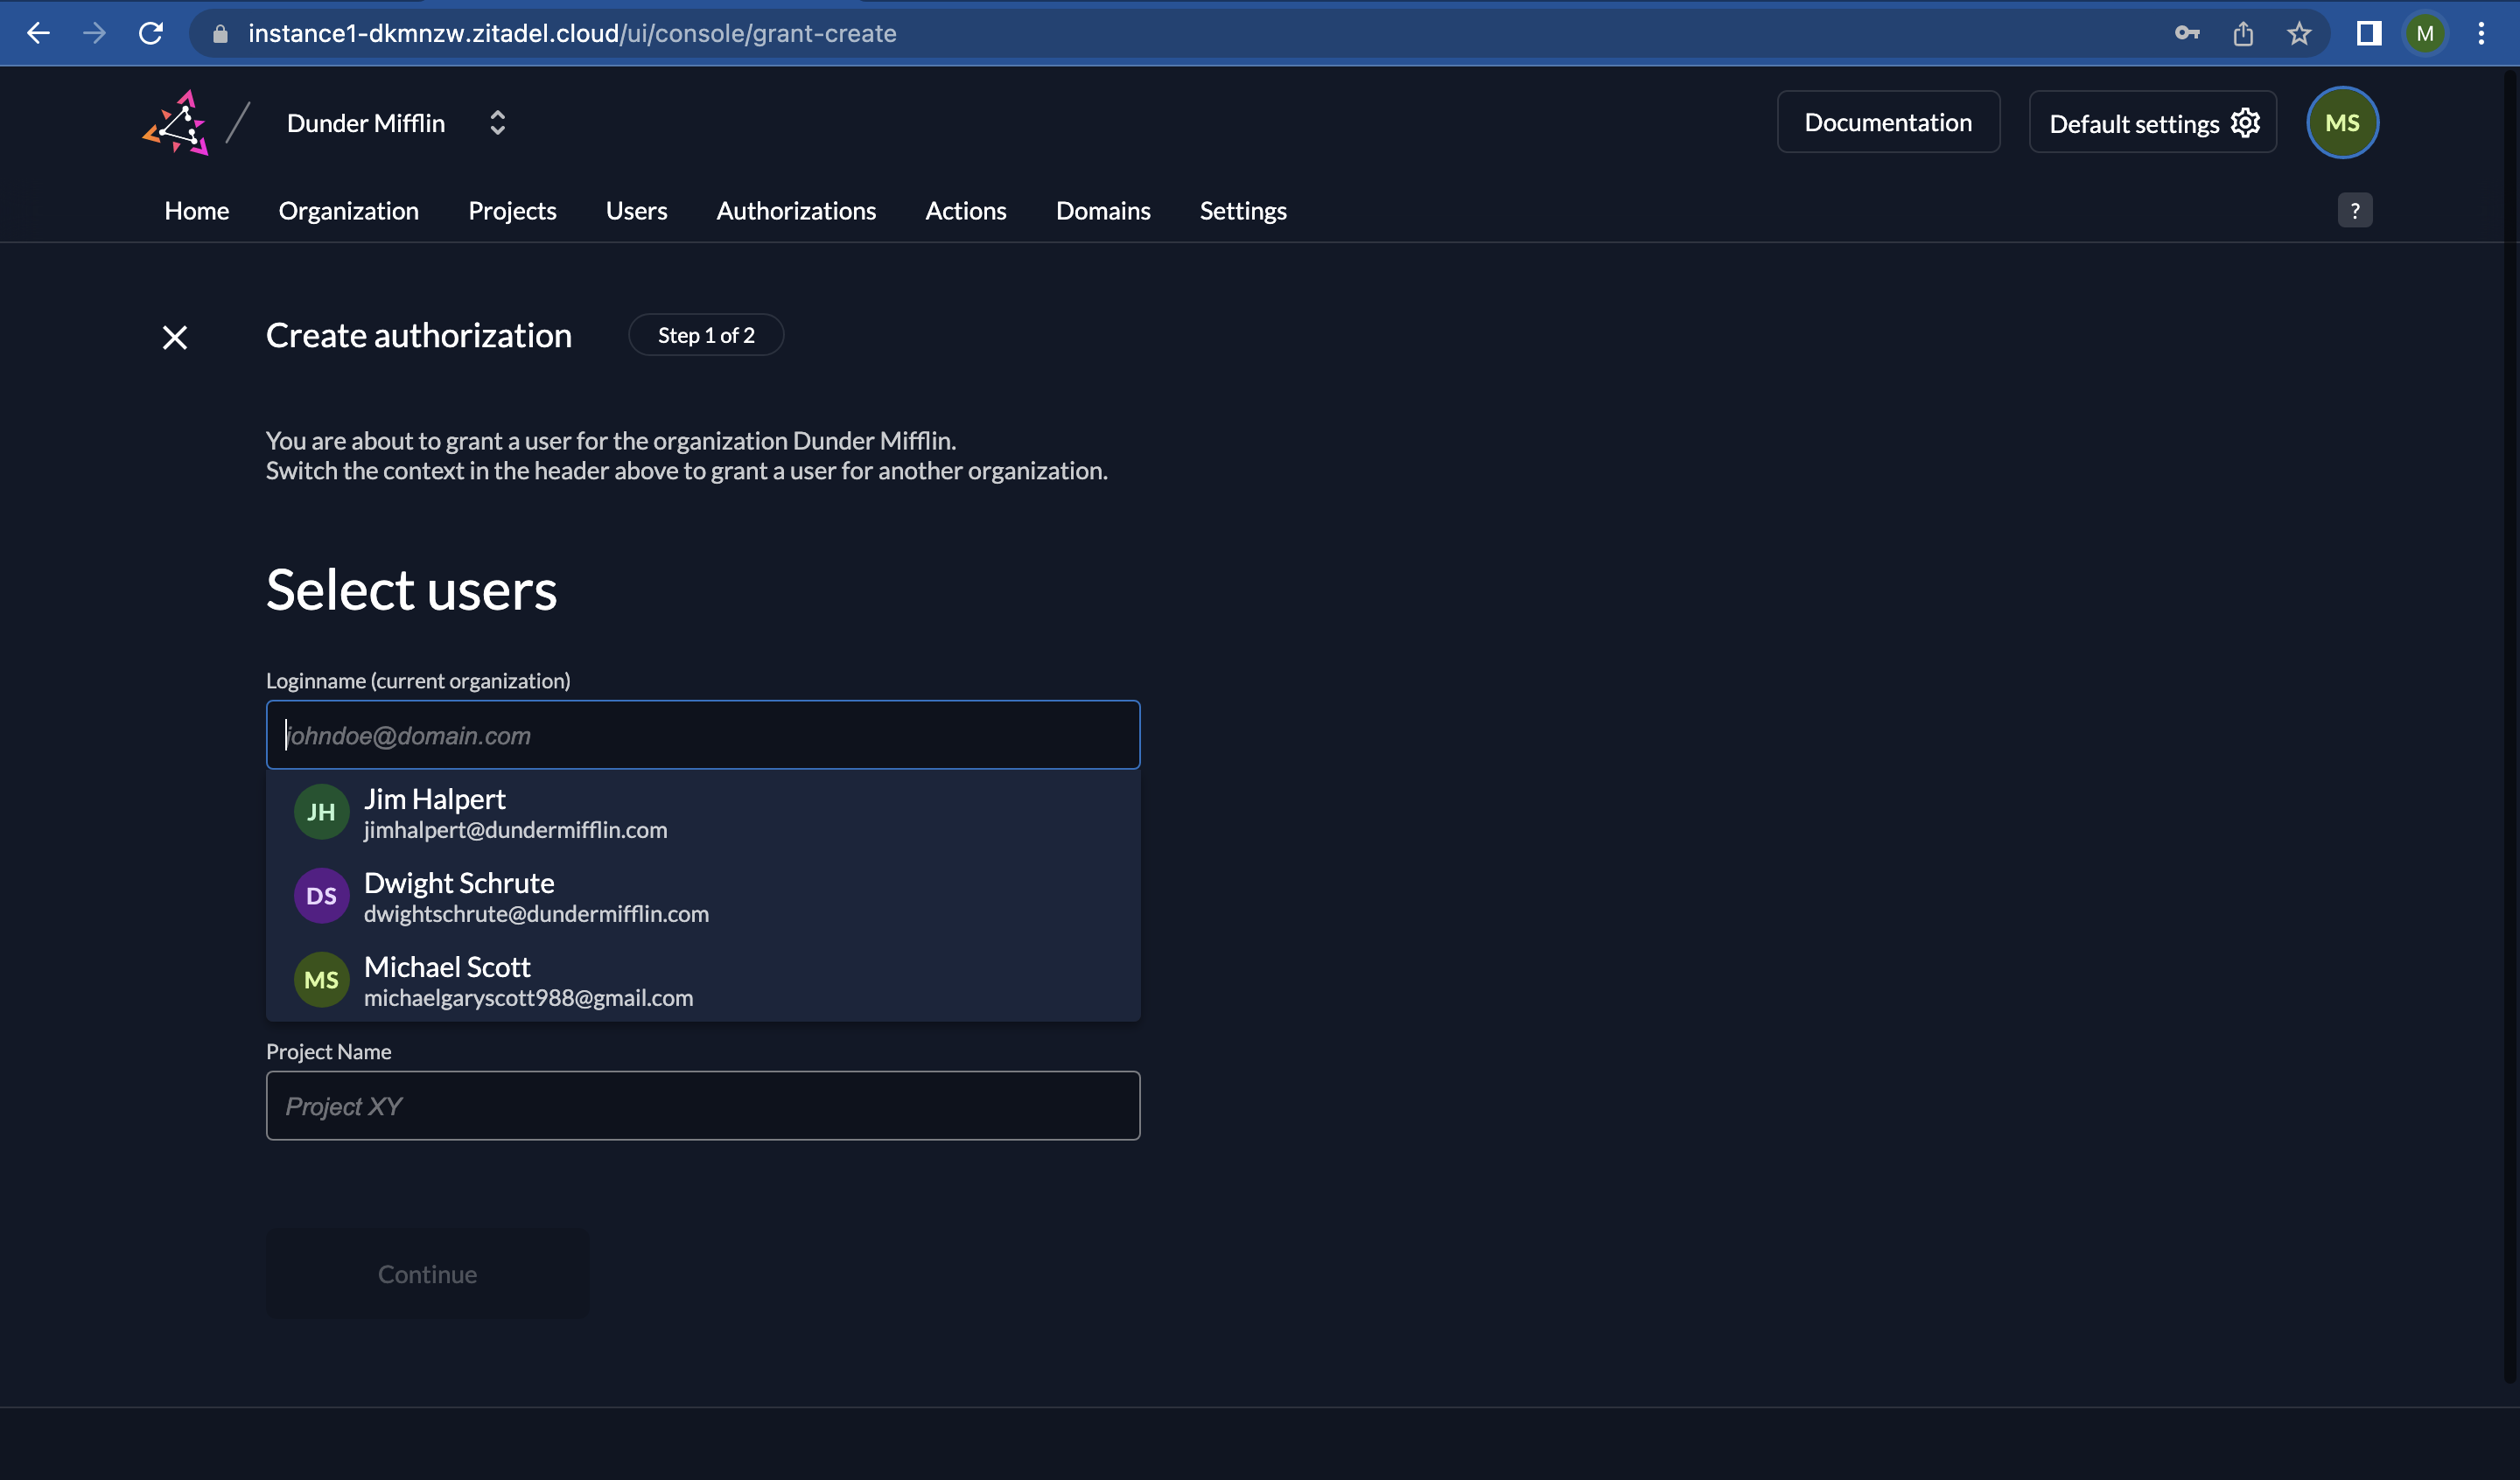 instance1-dkmnzw.zitadel.cloud/ui/console/grant-create
M
Dunder Mifflin
Documentation
Default settings
MS
Home
Organization
Projects
Users
Authorizations
Actions
Domains
Settings
?
Create authorization
Step 1 of 2
You are about to grant a user for the organization Dunder Mifflin.
Switch the context in the header above to grant a user for another organization.
Select users
Loginname (current organization)
johndoe@domain.com
JH
Jim Halpert
jimhalpert@dundermifflin.com
DS
Dwight Schrute
dwightschrute@dundermifflin.com
MS
Michael Scott
michaelgaryscott988@gmail.com
Project Name
Project XY
Continue